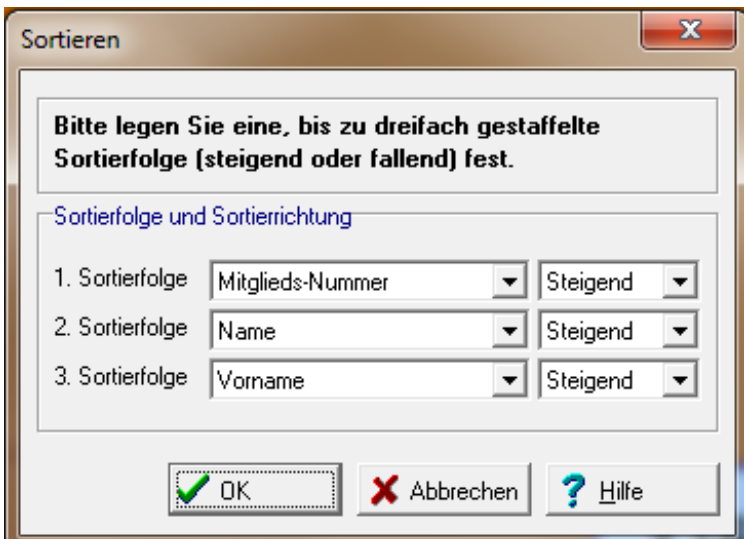 Sortieren
Bitte legen Sie eine, bis zu dreifach gestaffelte
Sortierfolge (steigend oder fallend) fest.
Sortierfolge und Sortierrichtung
1. Sortierfolge Mitglieds-Nummer Steigend
2. Sortierfolge Name Steigend
3. Sortierfolge Vorname Steigend
OK Abbrechen Hilfe